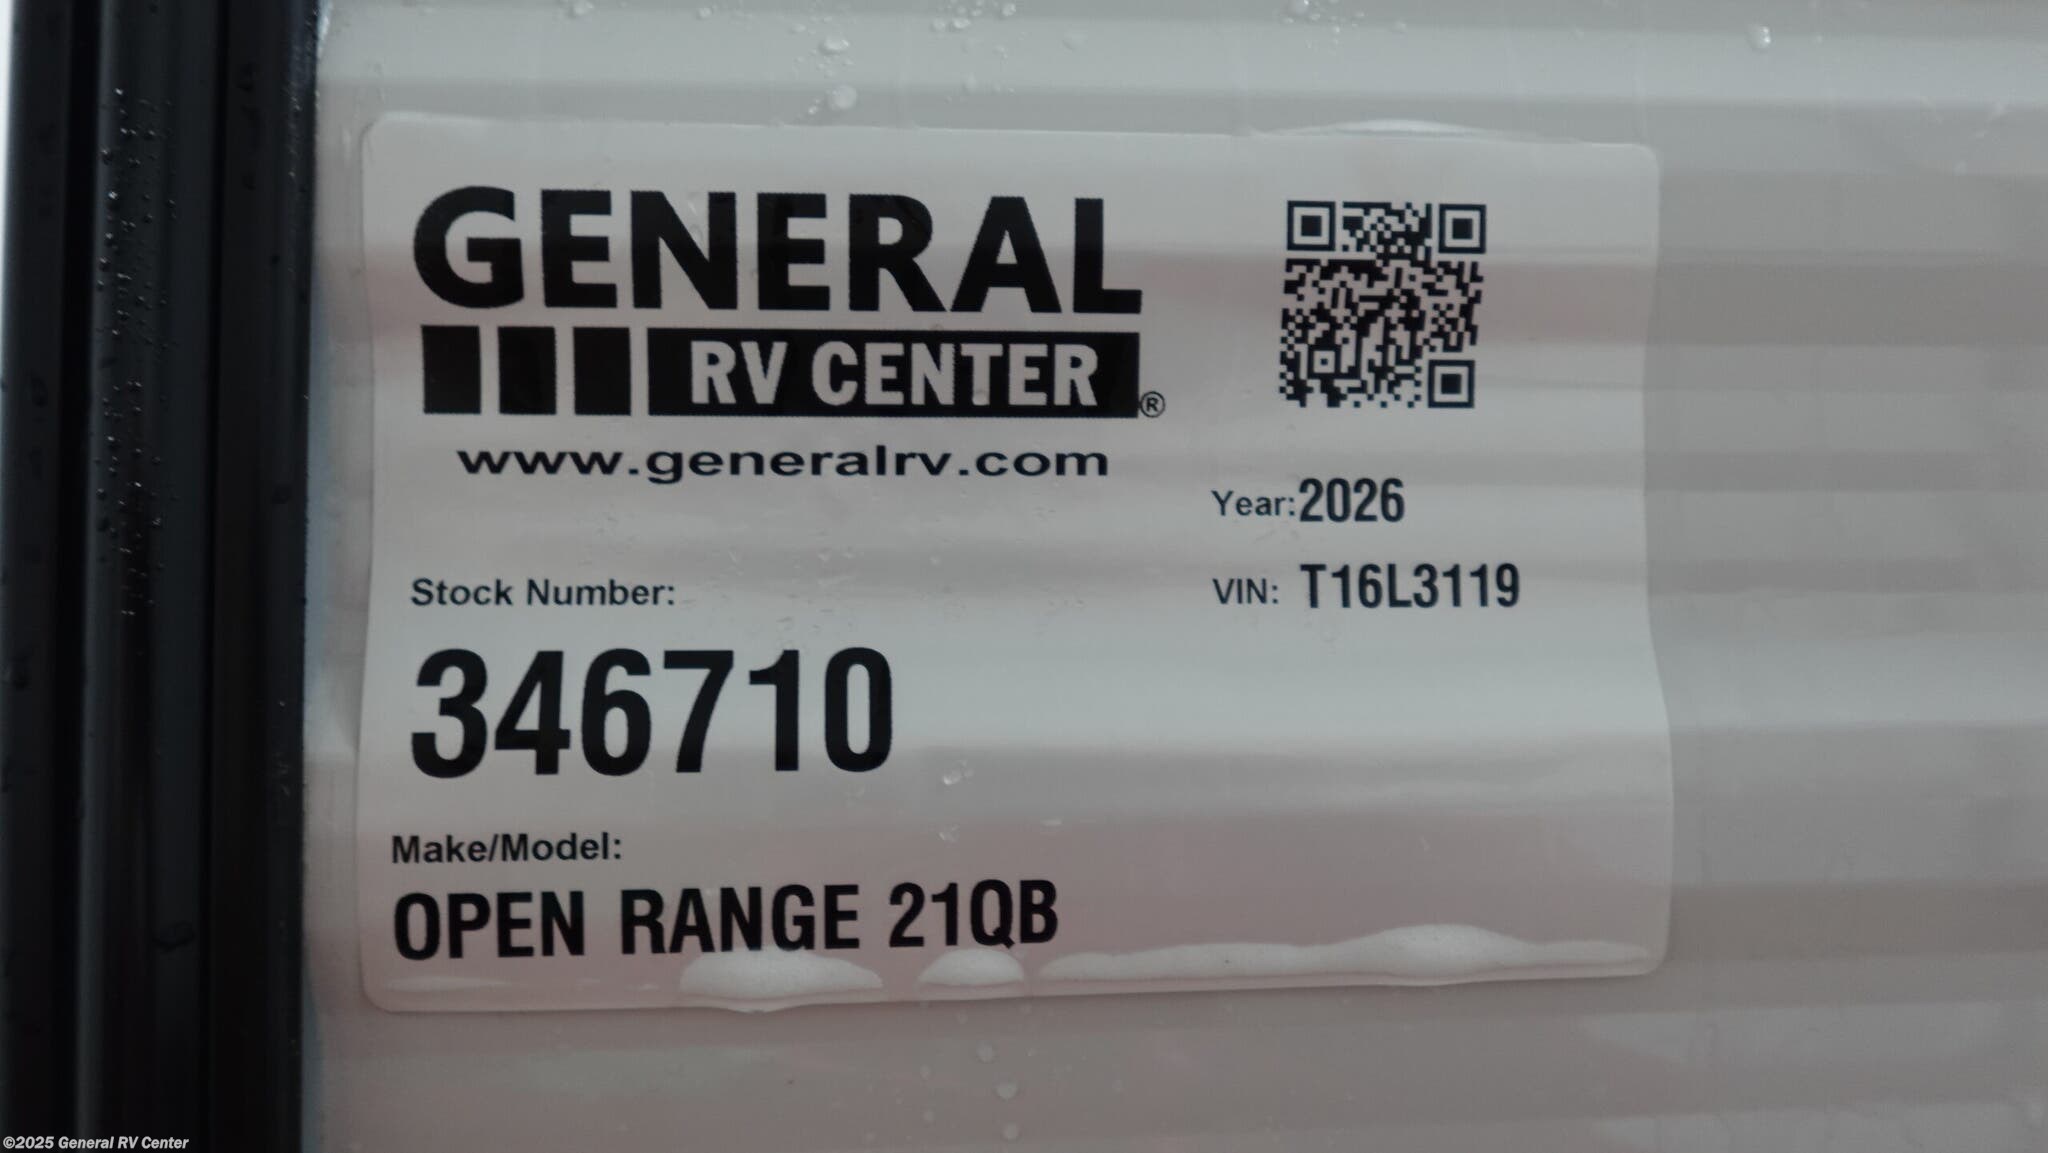 GENERAL
RV CENTER®
www.generalrv.com
Year: 2026
VIN: T16L3119
Stock Number:
346710
Make/Model:
OPEN RANGE 21QB
©2025 General RV Center